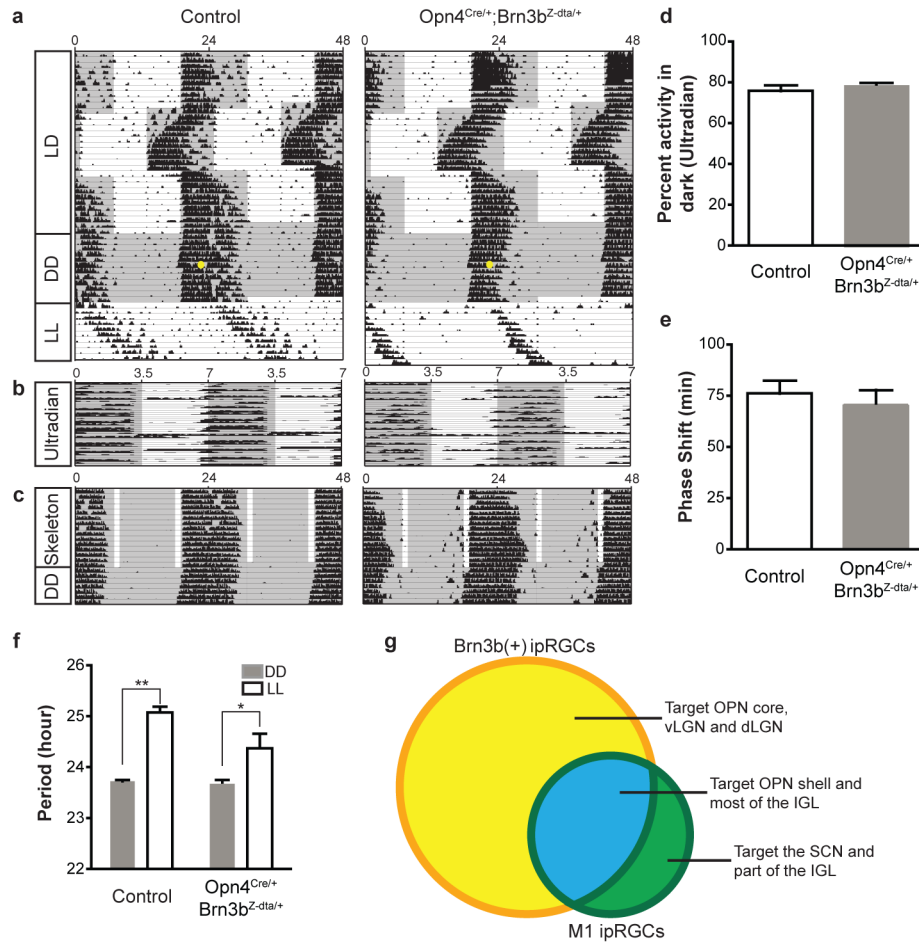 a
Control
Opn4Cre/+;Brn3bZ-dta/+
0 24 48
0 24 48
LD
DD
LL
b
0 3.5 7 3.5 7
0 3.5 7 3.5 7
Ultradian
c
0 24 48
0 24 48
Skeleton
DD
d
Percent activity in
dark (Ultradian)
100
80
60
40
20
0
Control
Opn4Cre/+
Brn3bZ-dta/+
e
Phase Shift (min)
100
75
50
25
0
Control
Opn4Cre/+
Brn3bZ-dta/+
f
Period (hour)
26
25
24
23
22
DD
LL
**
*
Control
Opn4Cre/+
Brn3bZ-dta/+
g
Brn3b(+) ipRGCs
Target OPN core,
vLGN and dLGN
Target OPN shell and
most of the IGL
Target the SCN and
part of the IGL
M1 ipRGCs